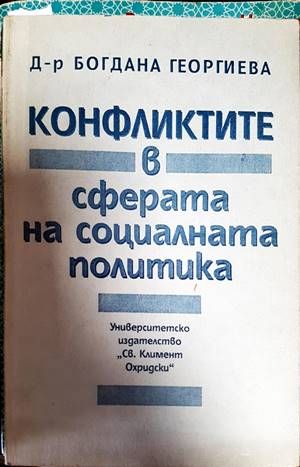 Д-р БОГДАНА ГЕОРГИЕВА
КОНФЛИКТИТЕ
в
сферата
на социалната
политика
Университетско
издателство
„Св. Климент
Охридски“